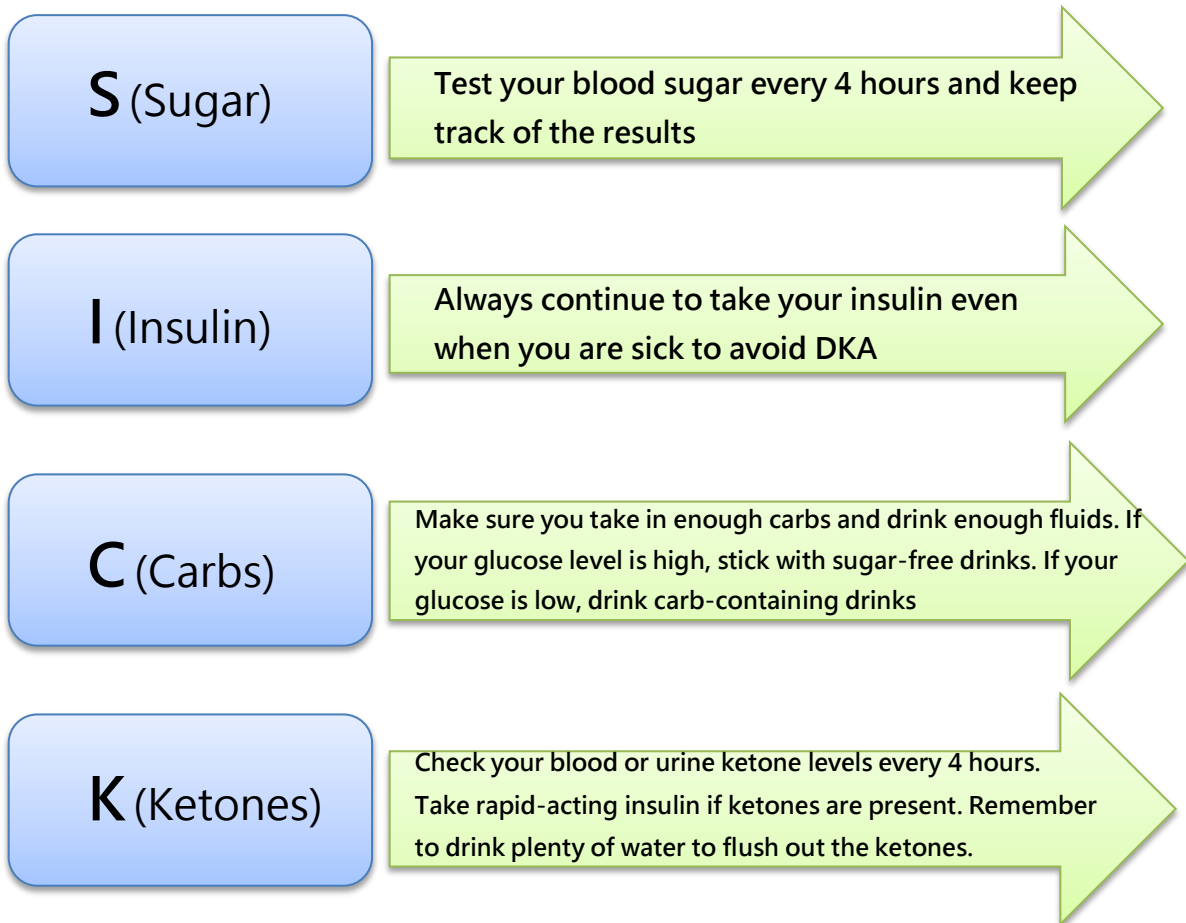 S (Sugar)
Test your blood sugar every 4 hours and keep
track of the results
I (Insulin)
Always continue to take your insulin even
when you are sick to avoid DKA
C (Carbs)
Make sure you take in enough carbs and drink enough fluids. If
your glucose level is high, stick with sugar-free drinks. If your
glucose is low, drink carb-containing drinks
K (Ketones)
Check your blood or urine ketone levels every 4 hours.
Take rapid-acting insulin if ketones are present. Remember
to drink plenty of water to flush out the ketones.